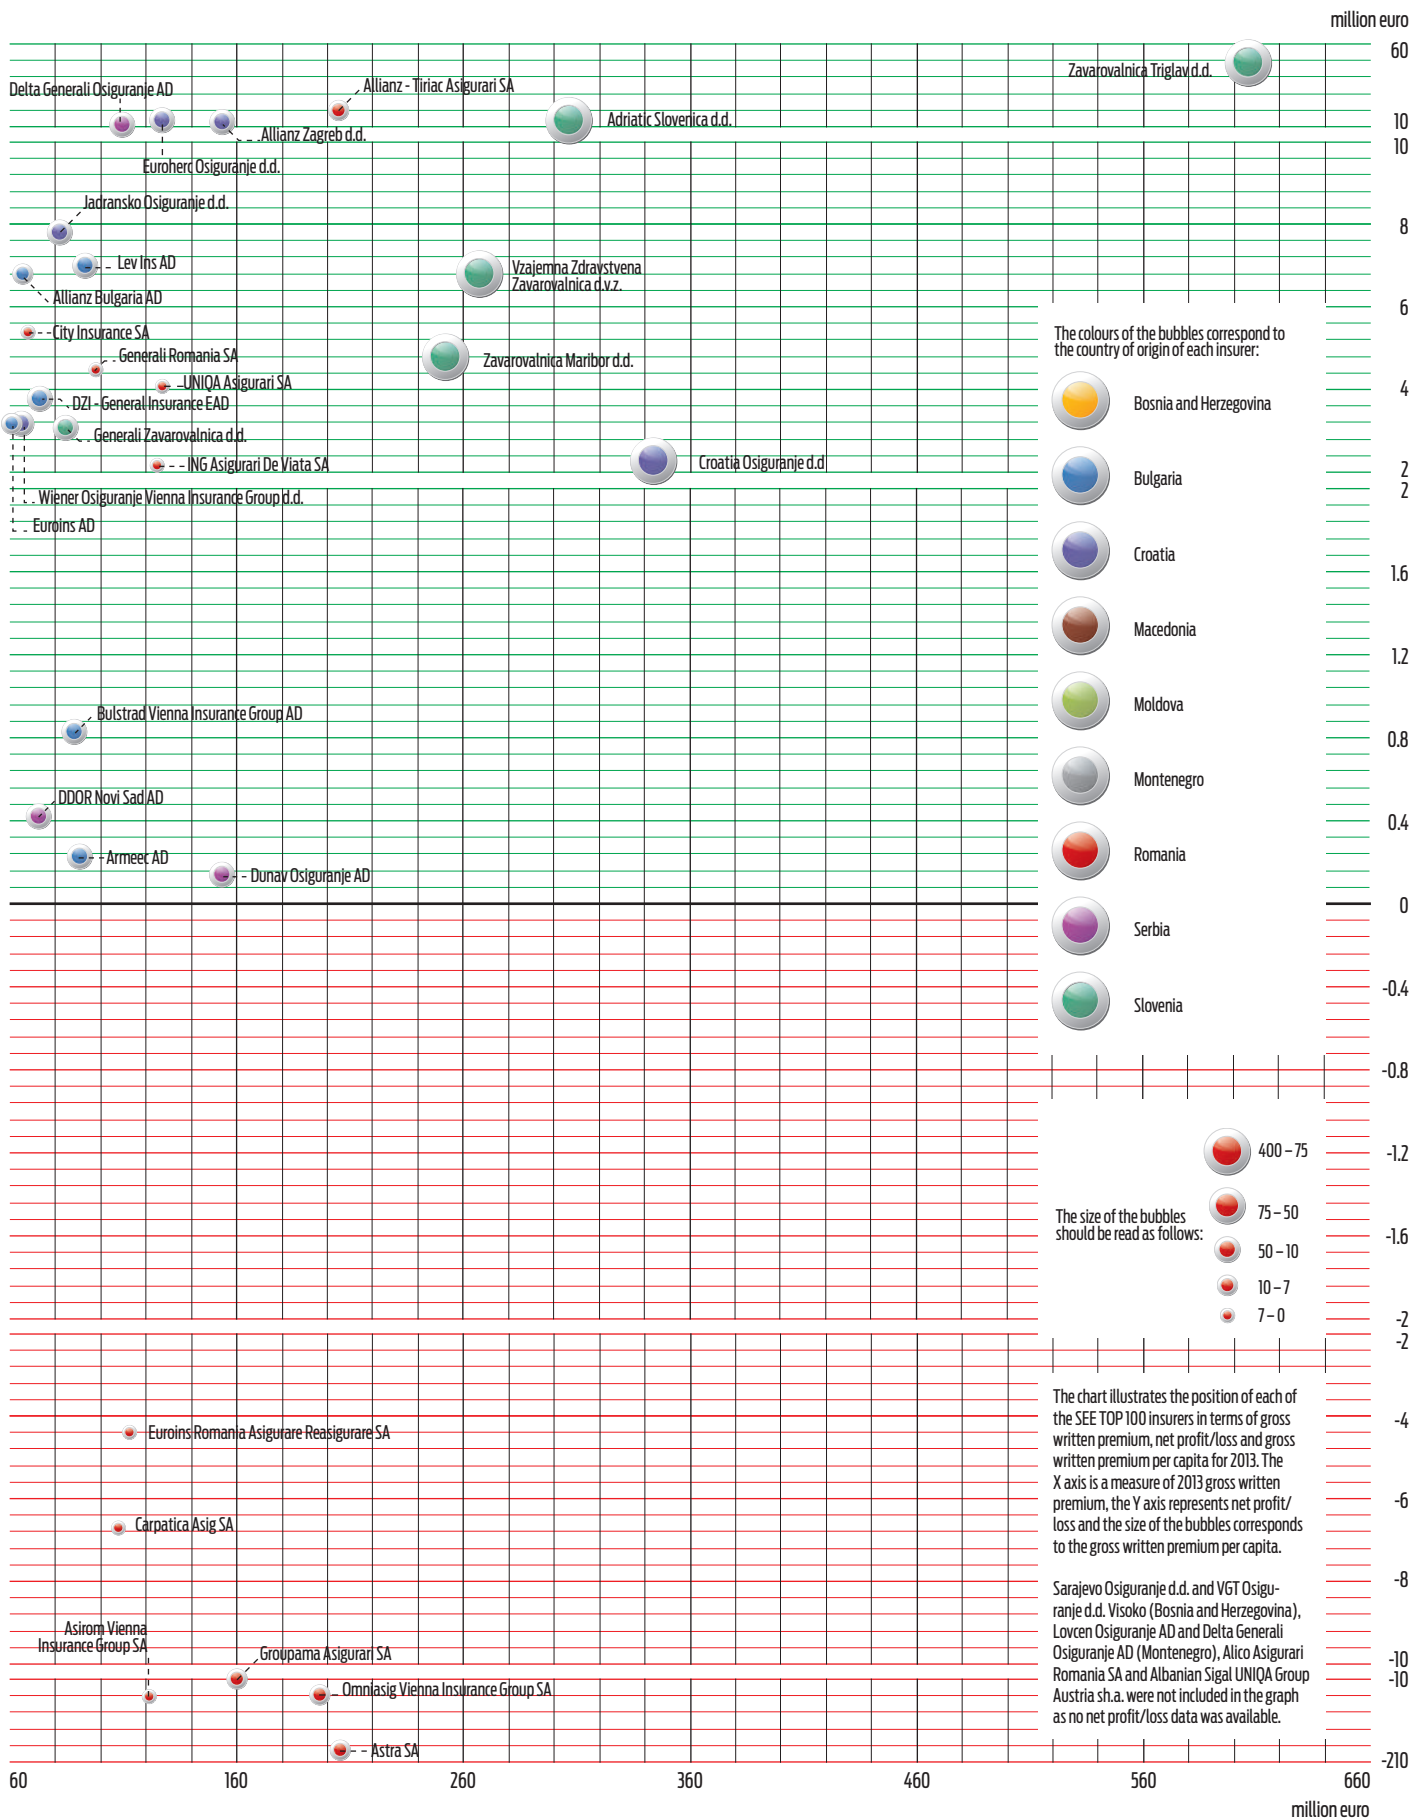 million euro
60
Zavarovalnica Triglav d.d.
Allianz - Tiriac Asigurari SA
Delta Generali Osiguranje AD
Adriatic Slovenica d.d.
10
Allianz Zagreb d.d.
10
Euroherc Osiguranje d.d.
Jadransko Osiguranje d.d.
8
Lev Ins AD
Vzajemna Zdravstvena
Zavarovalnica d.v.z.
Allianz Bulgaria AD
6
City Insurance SA
Generali Romania SA
Zavarovalnica Maribor d.d.
UNIQA Asigurari SA
4
DZI - General Insurance EAD
Generali Zavarovalnica d.d.
ING Asigurari De Viata SA
Croatia Osiguranje d.d
2
2
Wiener Osiguranje Vienna Insurance Group d.d.
Euroins AD
The colours of the bubbles correspond to
the country of origin of each insurer:
Bosnia and Herzegovina
Bulgaria
Croatia
Macedonia
Moldova
Montenegro
Romania
Serbia
Slovenia
1.6
1.2
Bulstrad Vienna Insurance Group AD
0.8
DDOR Novi Sad AD
0.4
Armeec AD
Dunav Osiguranje AD
0
-0.4
-0.8
-1.2
-1.6
-2
-2
The size of the bubbles
should be read as follows:
400 – 75
75 – 50
50 – 10
10 – 7
7 – 0
The chart illustrates the position of each of
the SEE TOP 100 insurers in terms of gross
written premium, net profit/loss and gross
written premium per capita for 2013. The
X axis is a measure of 2013 gross written
premium, the Y axis represents net profit/
loss and the size of the bubbles corresponds
to the gross written premium per capita.
Sarajevo Osiguranje d.d. and VGT Osigu-
ranje d.d. Visoko (Bosnia and Herzegovina),
Lovcen Osiguranje AD and Delta Generali
Osiguranje AD (Montenegro), Alico Asigurari
Romania SA and Albanian Sigal UNIQA Group
Austria sh.a. were not included in the graph
as no net profit/loss data was available.
-4
Euroins Romania Asigurare Reasigurare SA
-6
Carpatica Asig SA
-8
Asirom Vienna
Insurance Group SA
Groupama Asigurari SA
-10
-10
Omniasig Vienna Insurance Group SA
Astra SA
-210
60
160
260
360
460
560
660
million euro